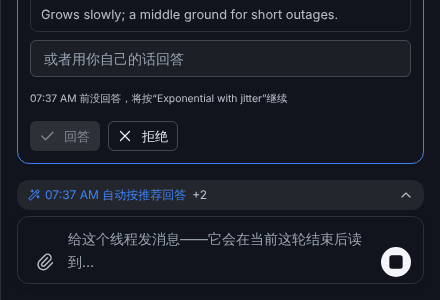 Grows slowly; a middle ground for short outages.
或者用你自己的话回答
07:37 AM 前没回答，将按“Exponential with jitter”继续
回答
拒绝
07:37 AM 自动按推荐回答 +2
给这个线程发消息——它会在当前这轮结束后读
到...